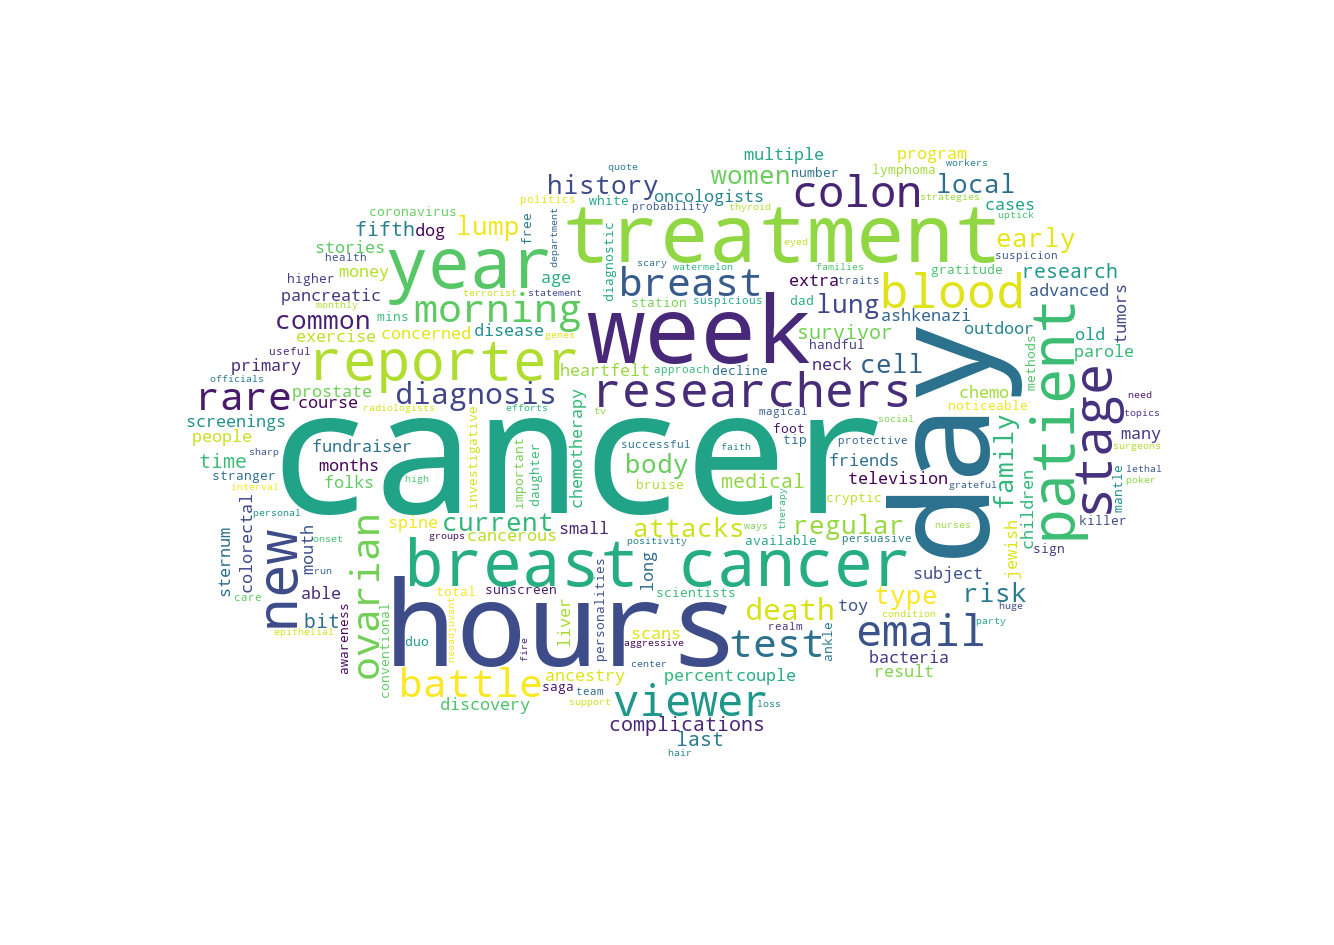 quote
multiple
program
workers
history
women
number
lymphoma
colon
local
white
oncologists
strategies
politics
probability
thyroid
cases
uptick
coronavirus
fifth
dog
lump
free
department
treatment
eyed
early
stories
health
year
diagnostic
scary
watermelon
families
suspicion
higher
money
age
breast
extra
traits
blood
gratitude
research
pancreatic
terrorist
statement
station
suspicious
dad
lung
advanced
monthly
morning
week
ashkenazi
common
mins
concerned
disease
genes
survivor
outdoor
old
tumors
exercise
handful
day
patient
methods
parole
useful
reporter
heartfelt
approach
decline
neck
cell
primary
officials
prostate
diagnosis
researchers
chemo
stage
need
rare
course
radiologists
efforts
tv
magical
social
noticeable
topics
screenings
cancer
foot
people
fundraiser
successful
faith
tip
protective
family
many
surgeons
sharp
investigative
important
daughter
chemotherapy
time
months
body
friends
lethal
stranger
folks
high
bruise
medical
television
grateful
children
mantle
poker
interval
cryptic
personal
spine
current
small
attacks
ways
therapy
regular
nurses
killer
sternum
colorectal
new
mouth
onset
ovarian
groups
cancerous
positivity
available
persuasive
jewish
sign
run
breast cancer
long
subject
care
able
hours
total
sunscreen
liver
personalities
scientists
death
toy
type
risk
huge
epithelial
bit
awareness
conventional
duo
neoadjuvant
fire
scans
aggressive
realm
test
ankle
email
condition
party
center
bacteria
battle
saga
ancestry
team
support
percent
couple
result
discovery
viewer
loss
complications
last
hair